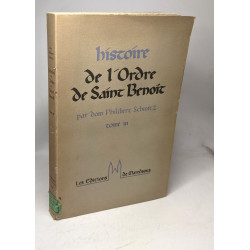 histoire
de l'Ordre
de Saint Benoît
par Dom Philibert Schmitz
TOME III
Les Éditions de Maredsous